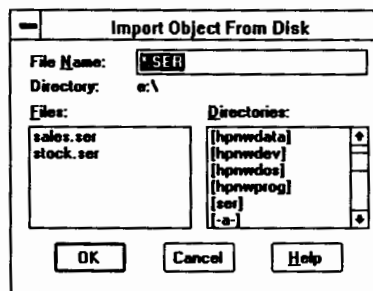 Import Object From Disk
File Name: *.SER
Directory: e:\
Files:
sales.ser
stock.ser
Directories:
[hpnwdata]
[hpnwdev]
[hpnwdos]
[hpnwprog]
[ser]
[-a-]
OK Cancel Help